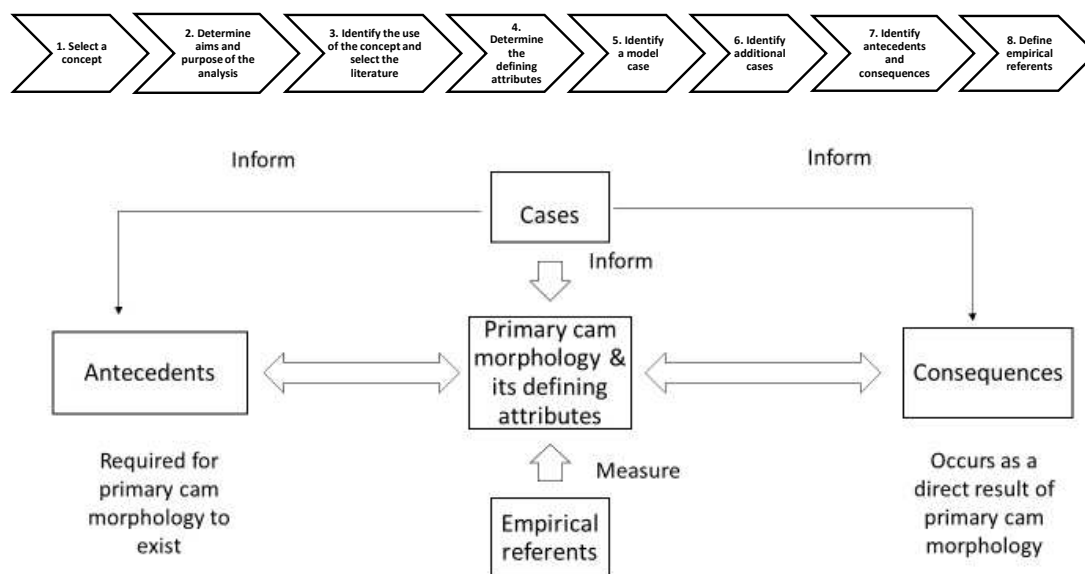 1. Select a
concept
2. Determine
aims and
purpose of the
analysis
3. Identify the use
of the concept and
select the
literature
4.
Determine
the
defining
attributes
5. Identify
a model
case
6. Identify
additional
cases
7. Identify
antecedents
and
consequences
8. Define
empirical
referents
Inform
Inform
Cases
Inform
Antecedents
Primary cam
morphology &
its defining
attributes
Consequences
Required for
primary cam
morphology to
exist
Measure
Occurs as a
direct result of
primary cam
morphology
Empirical
referents